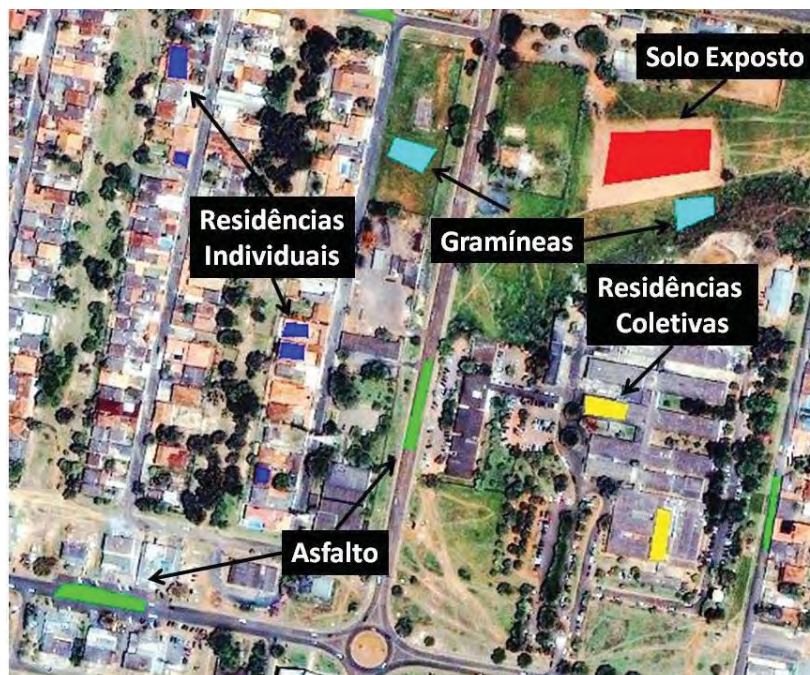 Solo Exposto
Residências
Individuais
Gramíneas
Residências
Coletivas
Asfalto